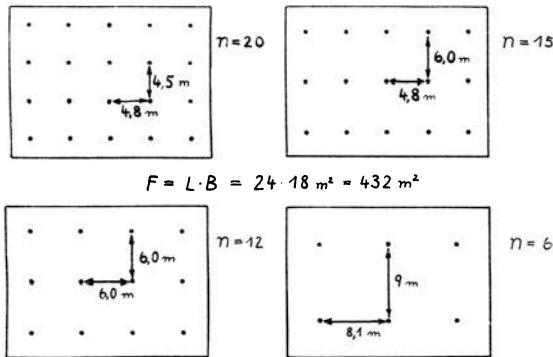 n=20
4,5 m
4,8 m
n=15
6,0 m
4,8 m
F = L·B = 24·18 m² = 432 m²
n=12
6,0 m
6,0 m
n=6
9 m
8,1 m